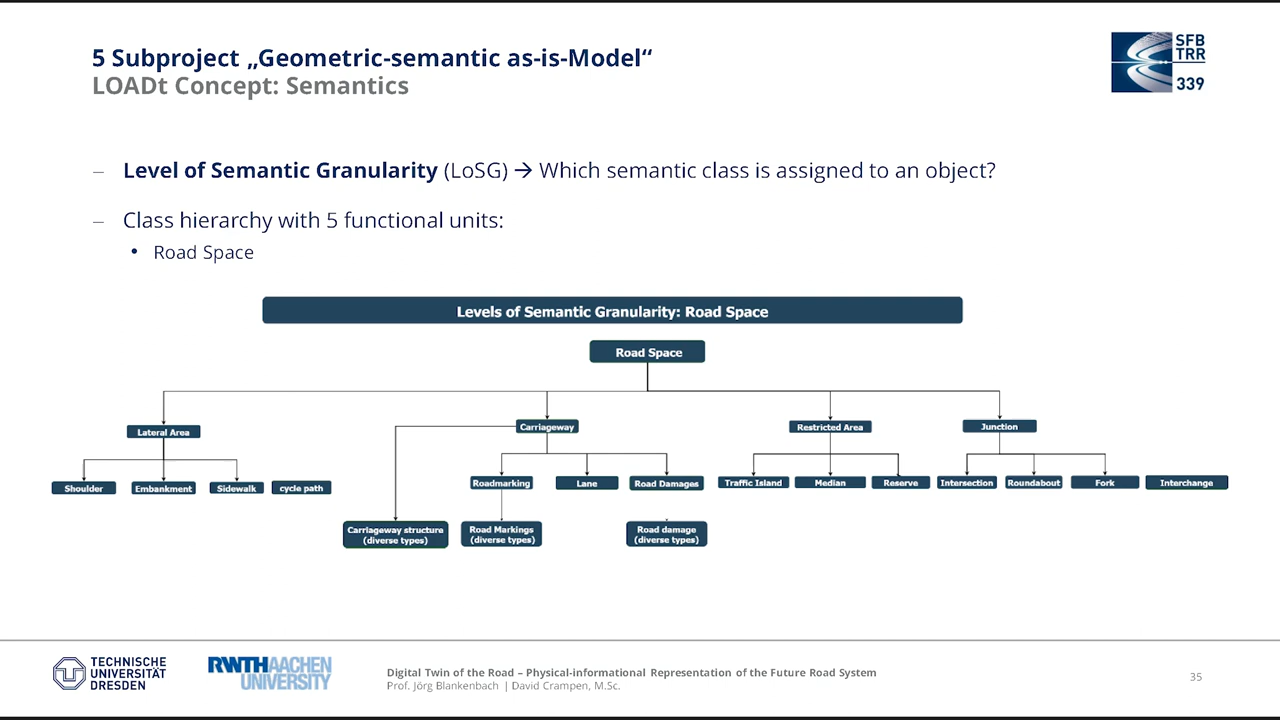 5 Subproject „Geometric-semantic as-is-Model“
LOADt Concept: Semantics
SFB
TRR
339
– Level of Semantic Granularity (LoSG) → Which semantic class is assigned to an object?
– Class hierarchy with 5 functional units:
• Road Space
Levels of Semantic Granularity: Road Space
Road Space
Lateral Area
Carriageway
Restricted Area
Junction
Shoulder
Embankment
Sidewalk
cycle path
Roadmarking
Lane
Road Damages
Traffic Island
Median
Reserve
Intersection
Roundabout
Fork
Interchange
Carriageway structure
(diverse types)
Road Markings
(diverse types)
Road damage
(diverse types)
TECHNISCHE
UNIVERSITÄT
DRESDEN
RWTH AACHEN
UNIVERSITY
Digital Twin of the Road – Physical-informational Representation of the Future Road System
Prof. Jörg Blankenbach | David Crampen, M.Sc.
35